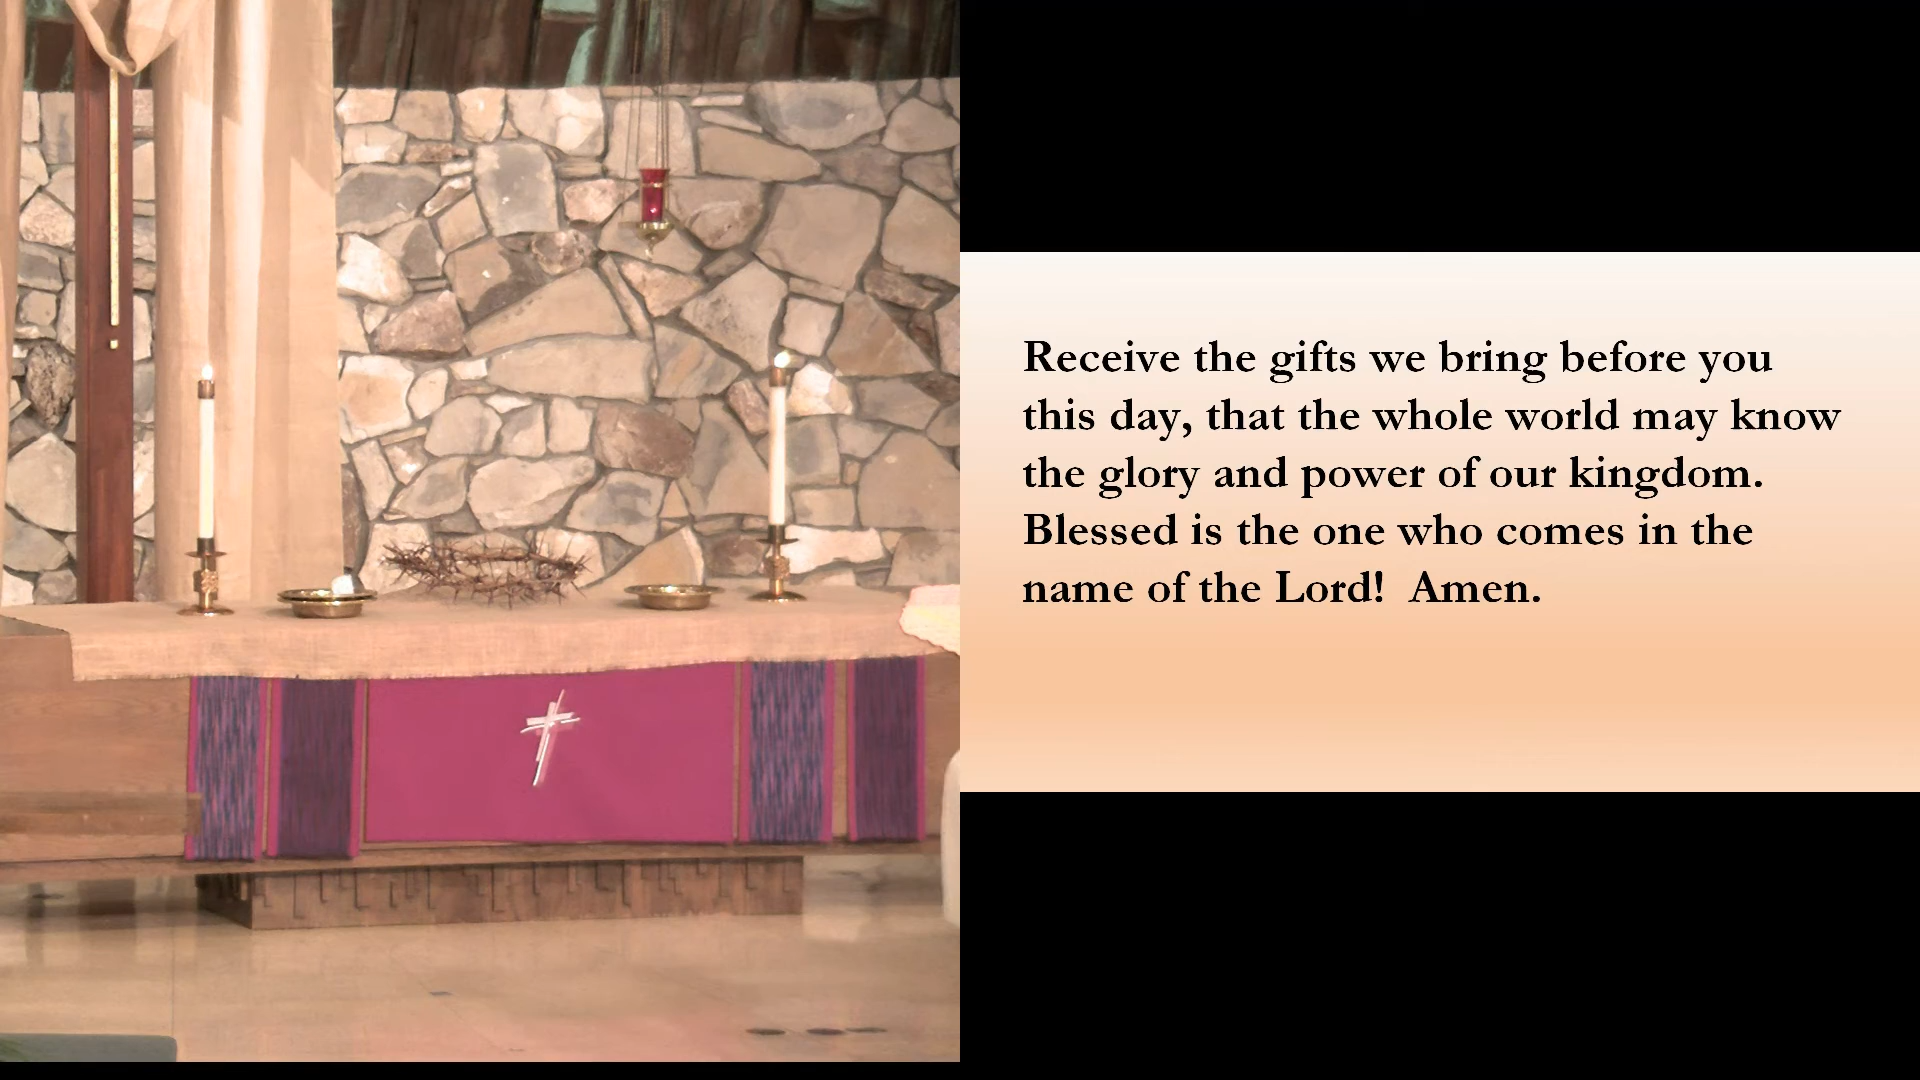 Receive the gifts we bring before you
this day, that the whole world may know
the glory and power of our kingdom.
Blessed is the one who comes in the
name of the Lord!  Amen.